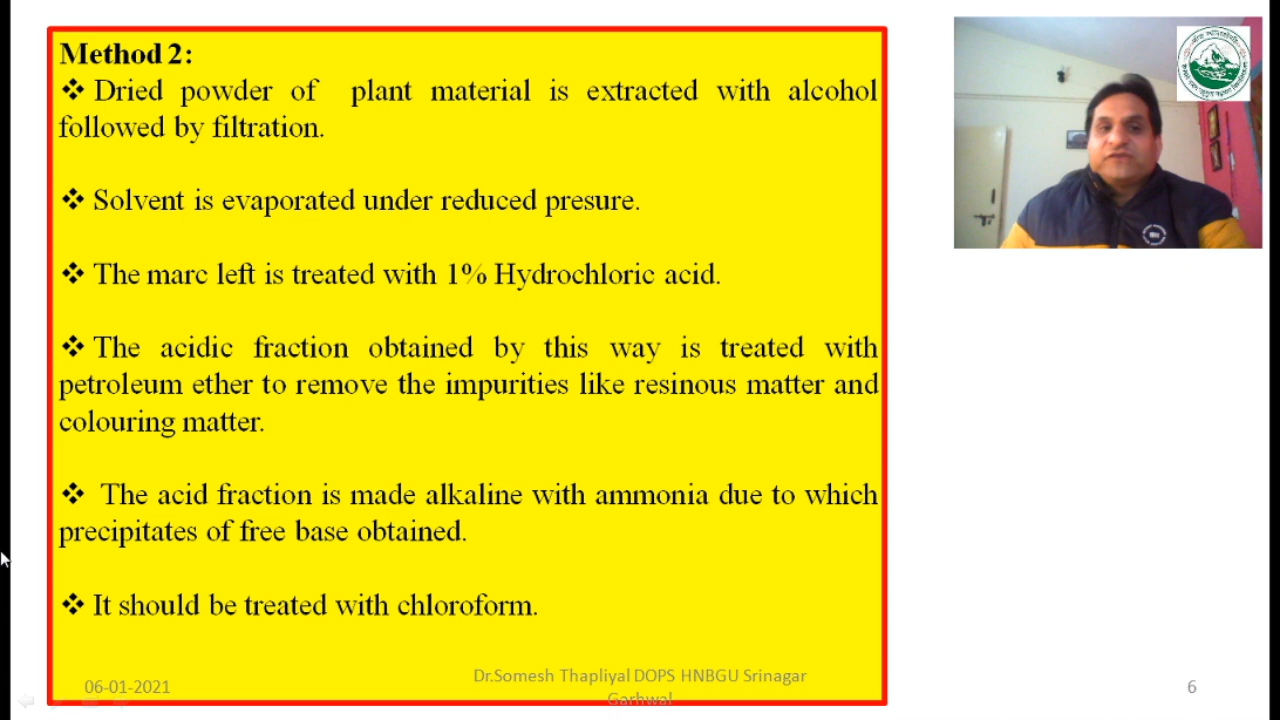 Method 2:
❖ Dried powder of plant material is extracted with alcohol
followed by filtration.
❖ Solvent is evaporated under reduced presure.
❖ The marc left is treated with 1% Hydrochloric acid.
❖ The acidic fraction obtained by this way is treated with
petroleum ether to remove the impurities like resinous matter and
colouring matter.
❖ The acid fraction is made alkaline with ammonia due to which
precipitates of free base obtained.
❖ It should be treated with chloroform.
06-01-2021
Dr.Somesh Thapliyal DOPS HNBGU Srinagar
Garhwal
6